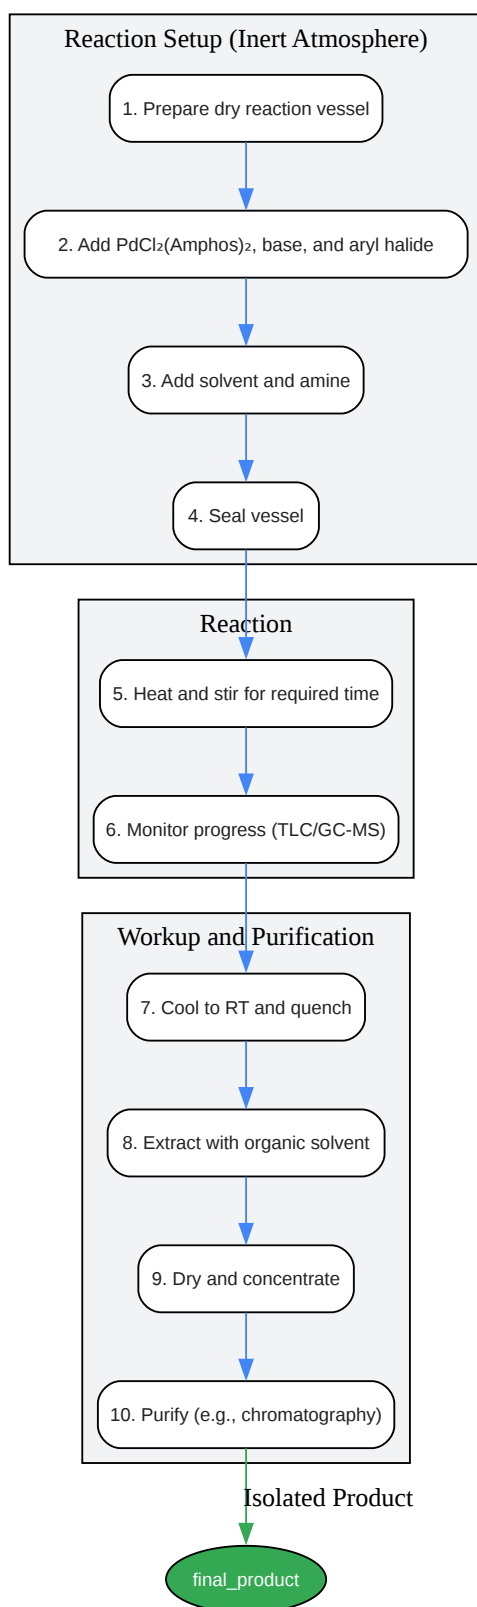 Reaction Setup (Inert Atmosphere)
1. Prepare dry reaction vessel
2. Add PdCl₂(Amphos)₂, base, and aryl halide
3. Add solvent and amine
4. Seal vessel
Reaction
5. Heat and stir for required time
6. Monitor progress (TLC/GC-MS)
Workup and Purification
7. Cool to RT and quench
8. Extract with organic solvent
9. Dry and concentrate
10. Purify (e.g., chromatography)
Isolated Product
final_product